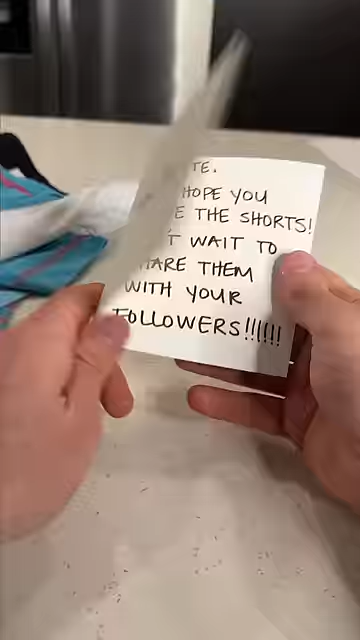 TE.
HOPE YOU
E THE SHORTS!
'T WAIT TO
HARE THEM
WITH YOUR
FOLLOWERS!!!!!!